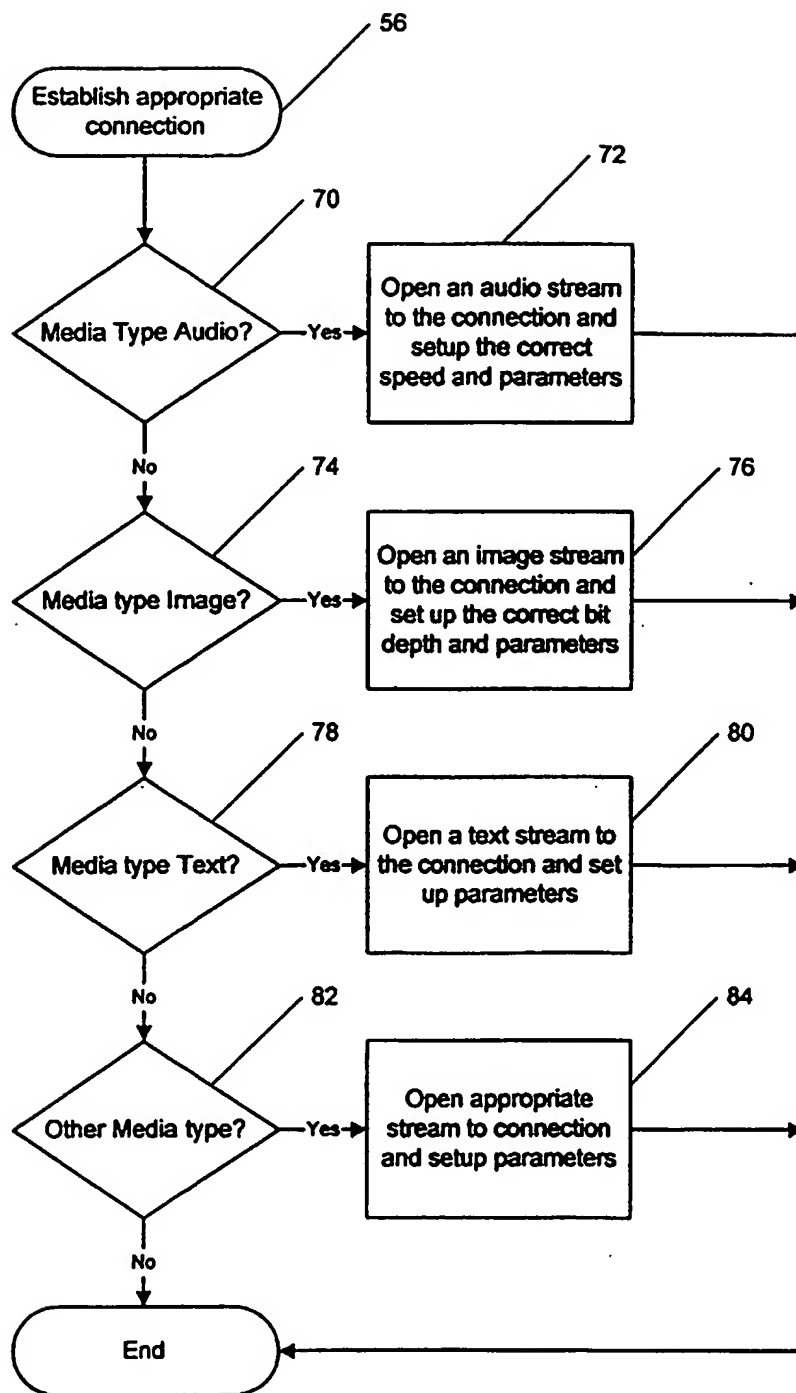 56
Establish appropriate
connection
72
70
Media Type Audio?
Yes
Open an audio stream
to the connection and
setup the correct
speed and parameters
No
74
76
Media type Image?
Yes
Open an image stream
to the connection and
set up the correct bit
depth and parameters
No
78
80
Media type Text?
Yes
Open a text stream to
the connection and set
up parameters
No
82
84
Other Media type?
Yes
Open appropriate
stream to connection
and setup parameters
No
End